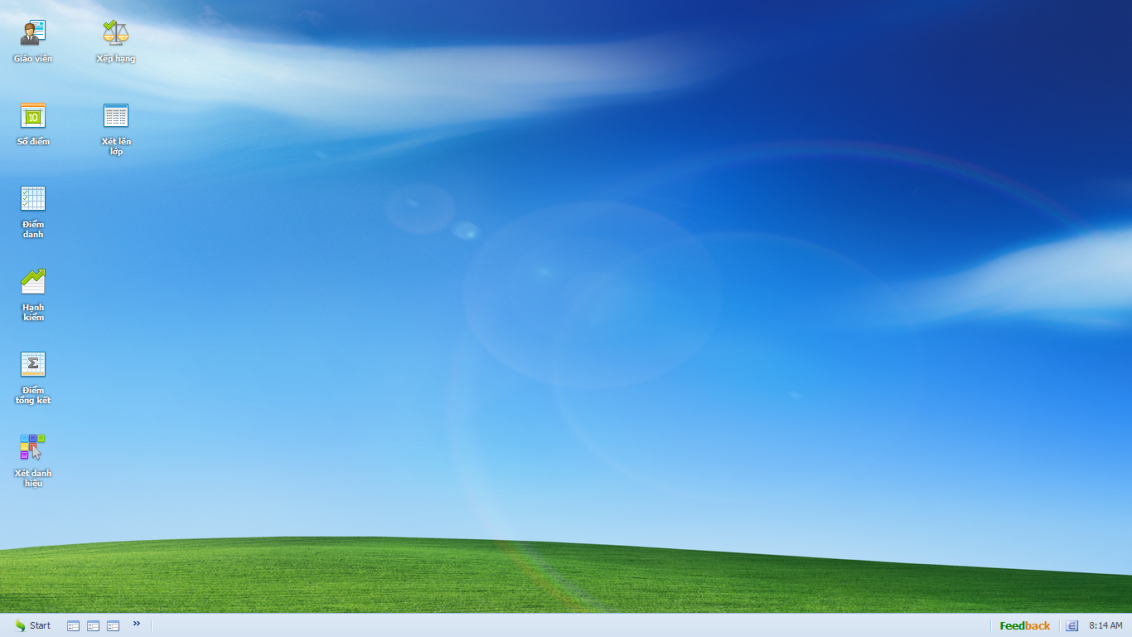 Giáo viên
Xếp hạng
10
Sổ điểm
Xét lên
lớp
Điểm
danh
Hạnh
kiểm
Σ
Điểm
tổng kết
Xét danh
hiệu
Start
»
Feedback
8:14 AM